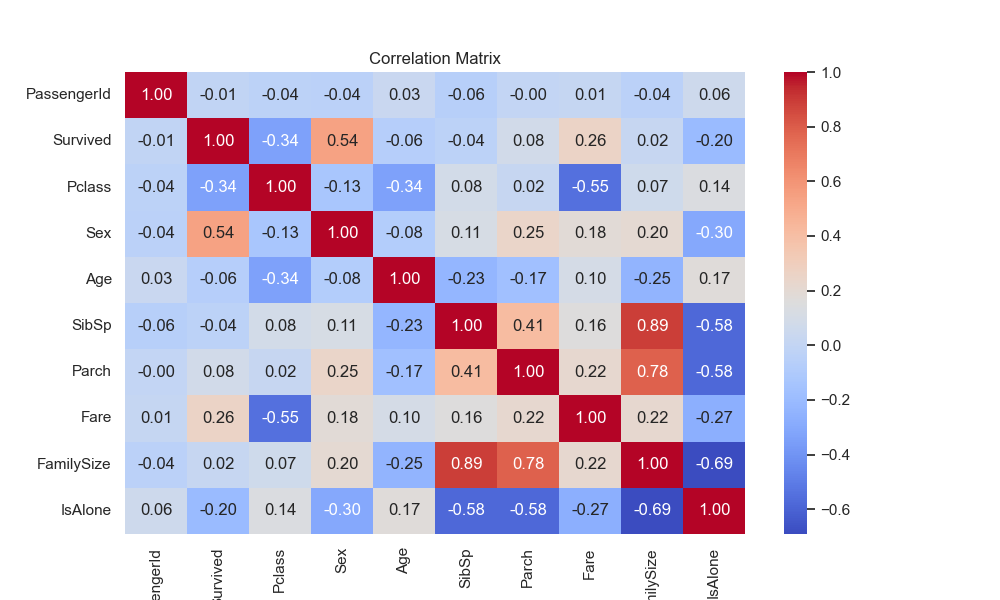 Correlation Matrix
PassengerId 1.00 -0.01 -0.04 -0.04 0.03 -0.06 -0.00 0.01 -0.04 0.06
Survived -0.01 1.00 -0.34 0.54 -0.06 -0.04 0.08 0.26 0.02 -0.20
Pclass -0.04 -0.34 1.00 -0.13 -0.34 0.08 0.02 -0.55 0.07 0.14
Sex -0.04 0.54 -0.13 1.00 -0.08 0.11 0.25 0.18 0.20 -0.30
Age 0.03 -0.06 -0.34 -0.08 1.00 -0.23 -0.17 0.10 -0.25 0.17
SibSp -0.06 -0.04 0.08 0.11 -0.23 1.00 0.41 0.16 0.89 -0.58
Parch -0.00 0.08 0.02 0.25 -0.17 0.41 1.00 0.22 0.78 -0.58
Fare 0.01 0.26 -0.55 0.18 0.10 0.16 0.22 1.00 0.22 -0.27
FamilySize -0.04 0.02 0.07 0.20 -0.25 0.89 0.78 0.22 1.00 -0.69
IsAlone 0.06 -0.20 0.14 -0.30 0.17 -0.58 -0.58 -0.27 -0.69 1.00
engerId
urvived
Pclass
Sex
Age
SibSp
Parch
Fare
milySize
IsAlone
1.0
0.8
0.6
0.4
0.2
0.0
−0.2
−0.4
−0.6